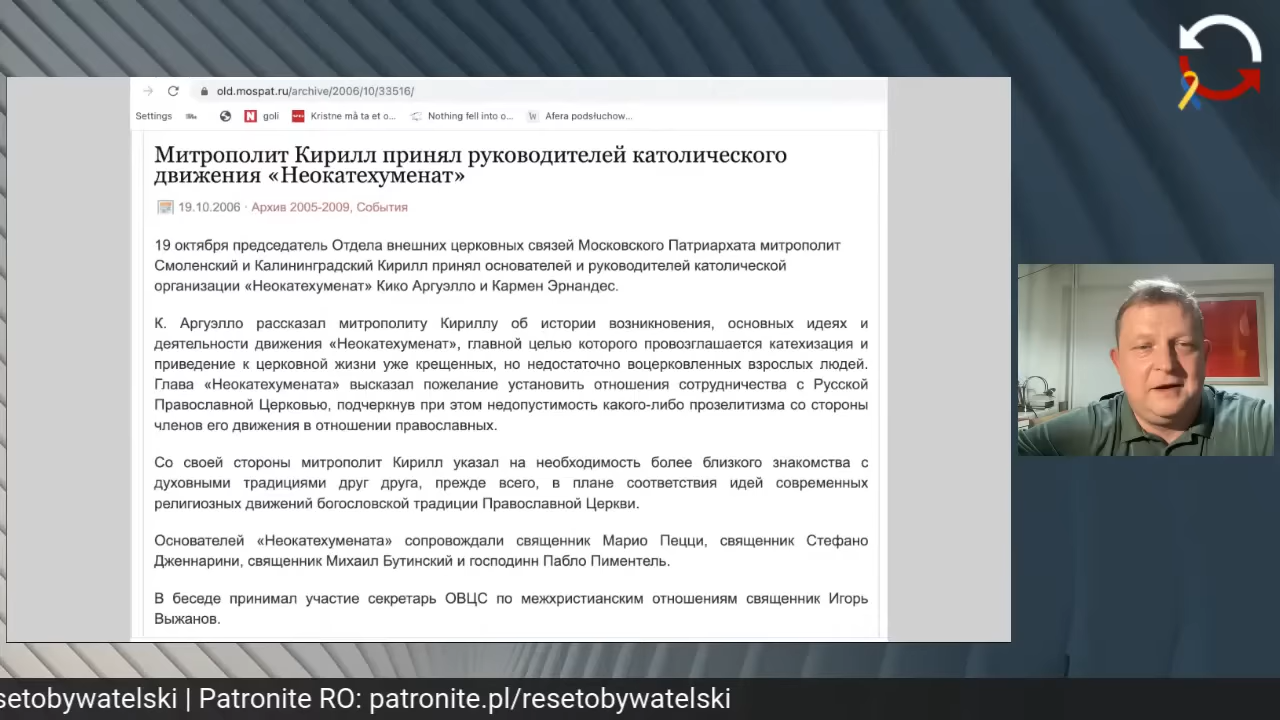 old.mospat.ru/archive/2006/10/33516/
Settings
goli
Kristne må ta et o...
Nothing fell into o...
Afera podsłuchow...
Митрополит Кирилл принял руководителей католического
движения «Неокатехуменат»
19.10.2006 · Архив 2005-2009, События
19 октября председатель Отдела внешних церковных связей Московского Патриархата митрополит
Смоленский и Калининградский Кирилл принял основателей и руководителей католической
организации «Неокатехуменат» Кико Аргуэлло и Кармен Эрнандес.
К. Аргуэлло рассказал митрополиту Кириллу об истории возникновения, основных идеях и
деятельности движения «Неокатехуменат», главной целью которого провозглашается катехизация и
приведение к церковной жизни уже крещенных, но недостаточно воцерковленных взрослых людей.
Глава «Неокатехумената» высказал пожелание установить отношения сотрудничества с Русской
Православной Церковью, подчеркнув при этом недопустимость какого-либо прозелитизма со стороны
членов его движения в отношении православных.
Со своей стороны митрополит Кирилл указал на необходимость более близкого знакомства с
духовными традициями друг друга, прежде всего, в плане соответствия идей современных
религиозных движений богословской традиции Православной Церкви.
Основателей «Неокатехумената» сопровождали священник Марио Пецци, священник Стефано
Дженнарини, священник Михаил Бутинский и господинн Пабло Пиментель.
В беседе принимал участие секретарь ОВЦС по межхристианским отношениям священник Игорь
Выжанов.
setobywatelski | Patronite RO: patronite.pl/resetobywatelski